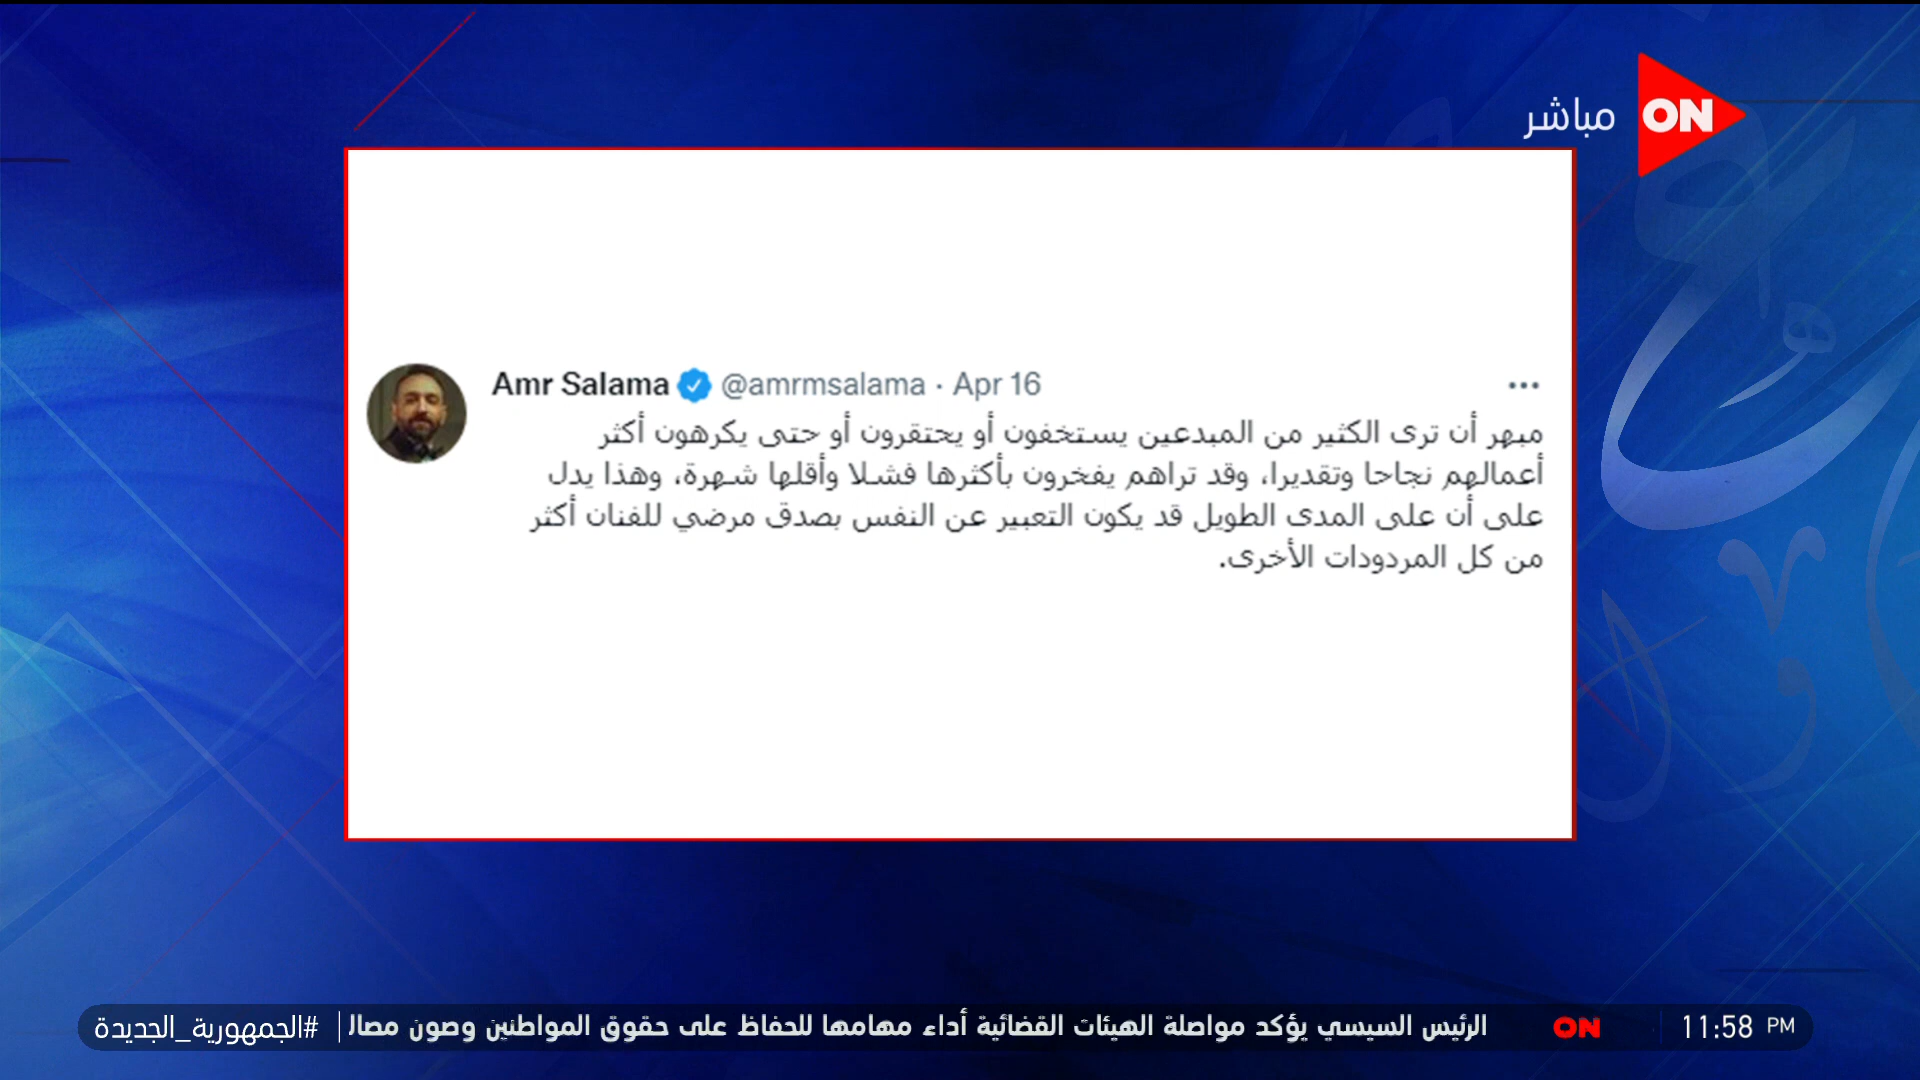 مباشر ON
Amr Salama @amrmsalama · Apr 16
مبهر أن ترى الكثير من المبدعين يستخفون أو يحتقرون أو حتى يكرهون أكثر
أعمالهم نجاحا وتقديرا، وقد تراهم يفخرون بأكثرها فشلا وأقلها شهرة، وهذا يدل
على أن على المدى الطويل قد يكون التعبير عن النفس بصدق مرضي للفنان أكثر
من كل المردودات الأخرى.
11:58 PM ON الرئيس السيسي يؤكد مواصلة الهيئات القضائية أداء مهامها للحفاظ على حقوق المواطنين وصون مصال #الجمهورية_الجديدة